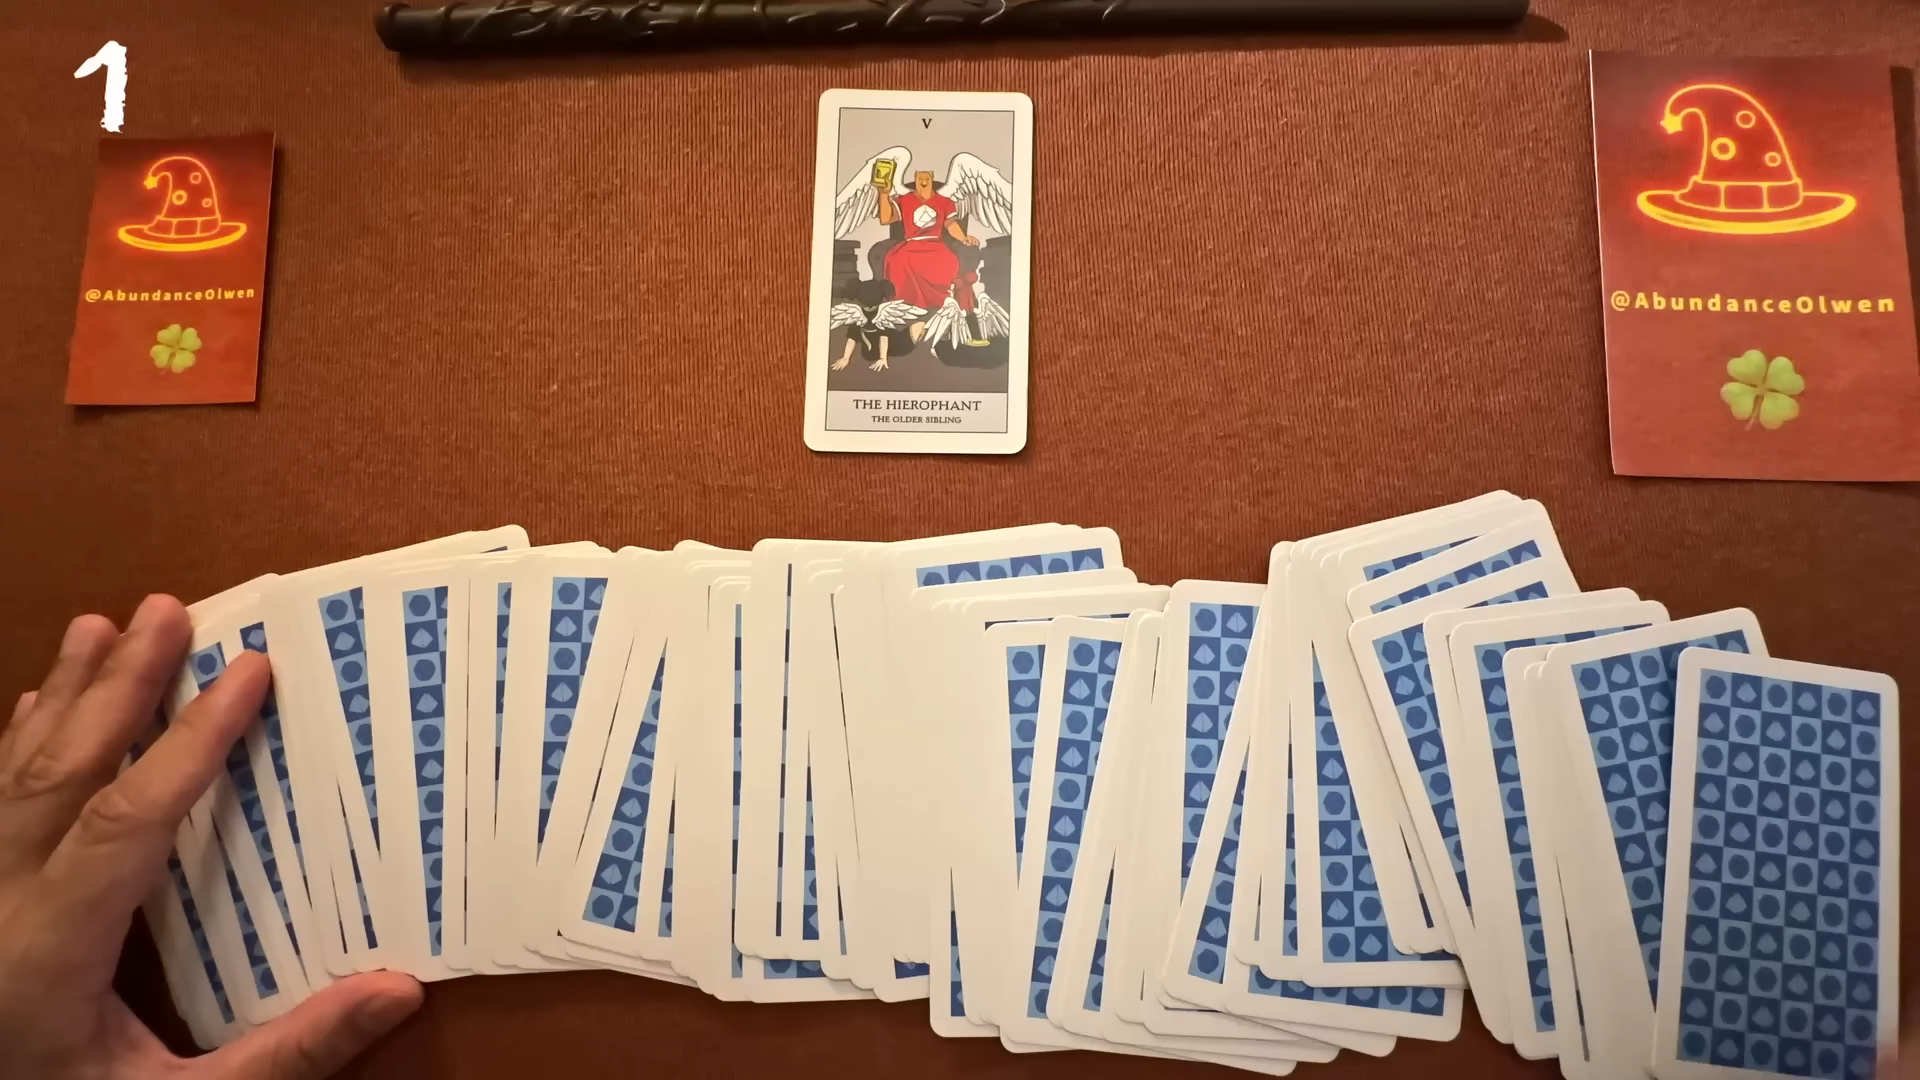 1
@AbundanceOlwen
V
THE HIEROPHANT
THE OLDER SIBLING
@AbundanceOlwen